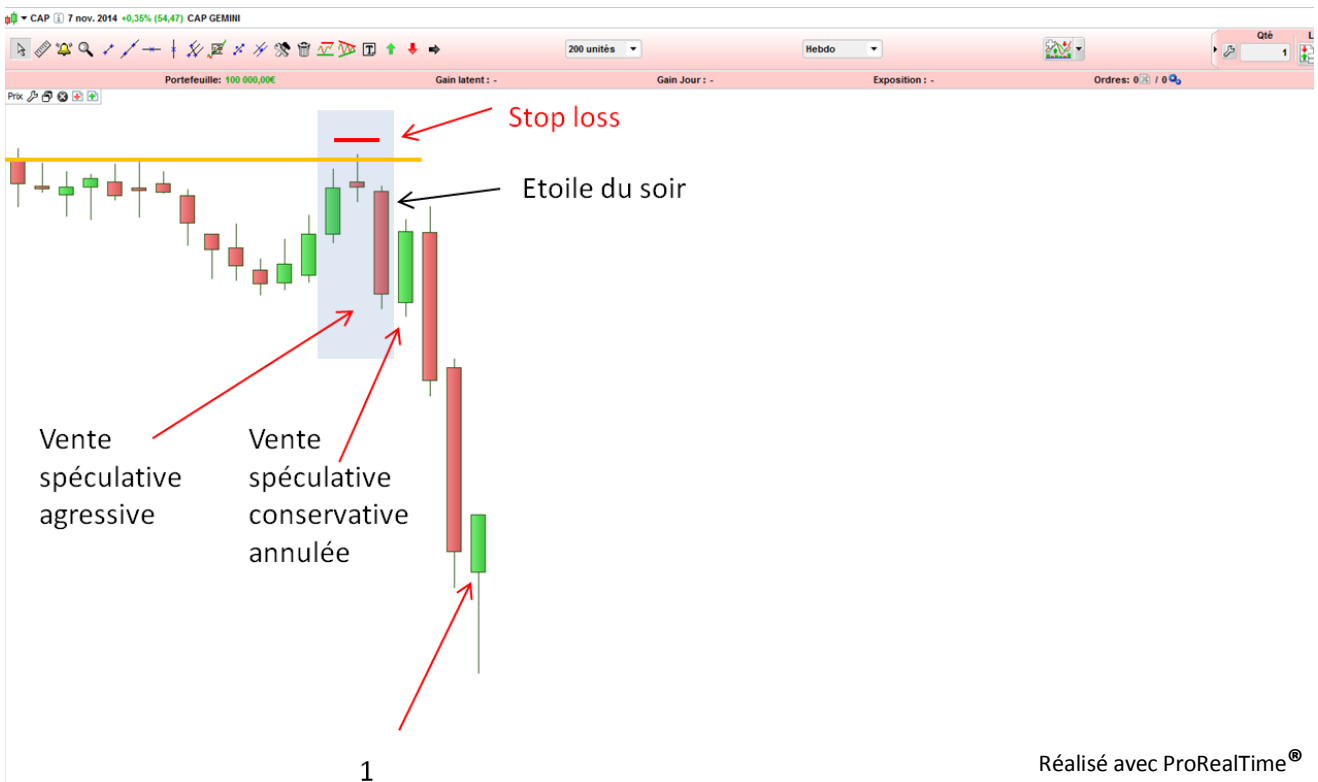 CAP 7 nov. 2014 +0,35% (54,47) CAP GEMINI
200 unités Hebdo Qté L
1
Portefeuille: 100 000,00€ Gain latent : - Gain Jour : - Exposition : - Ordres: 0 / 0
Prix
Stop loss
Etoile du soir
Vente
spéculative
agressive
Vente
spéculative
conservative
annulée
1
Réalisé avec ProRealTime®